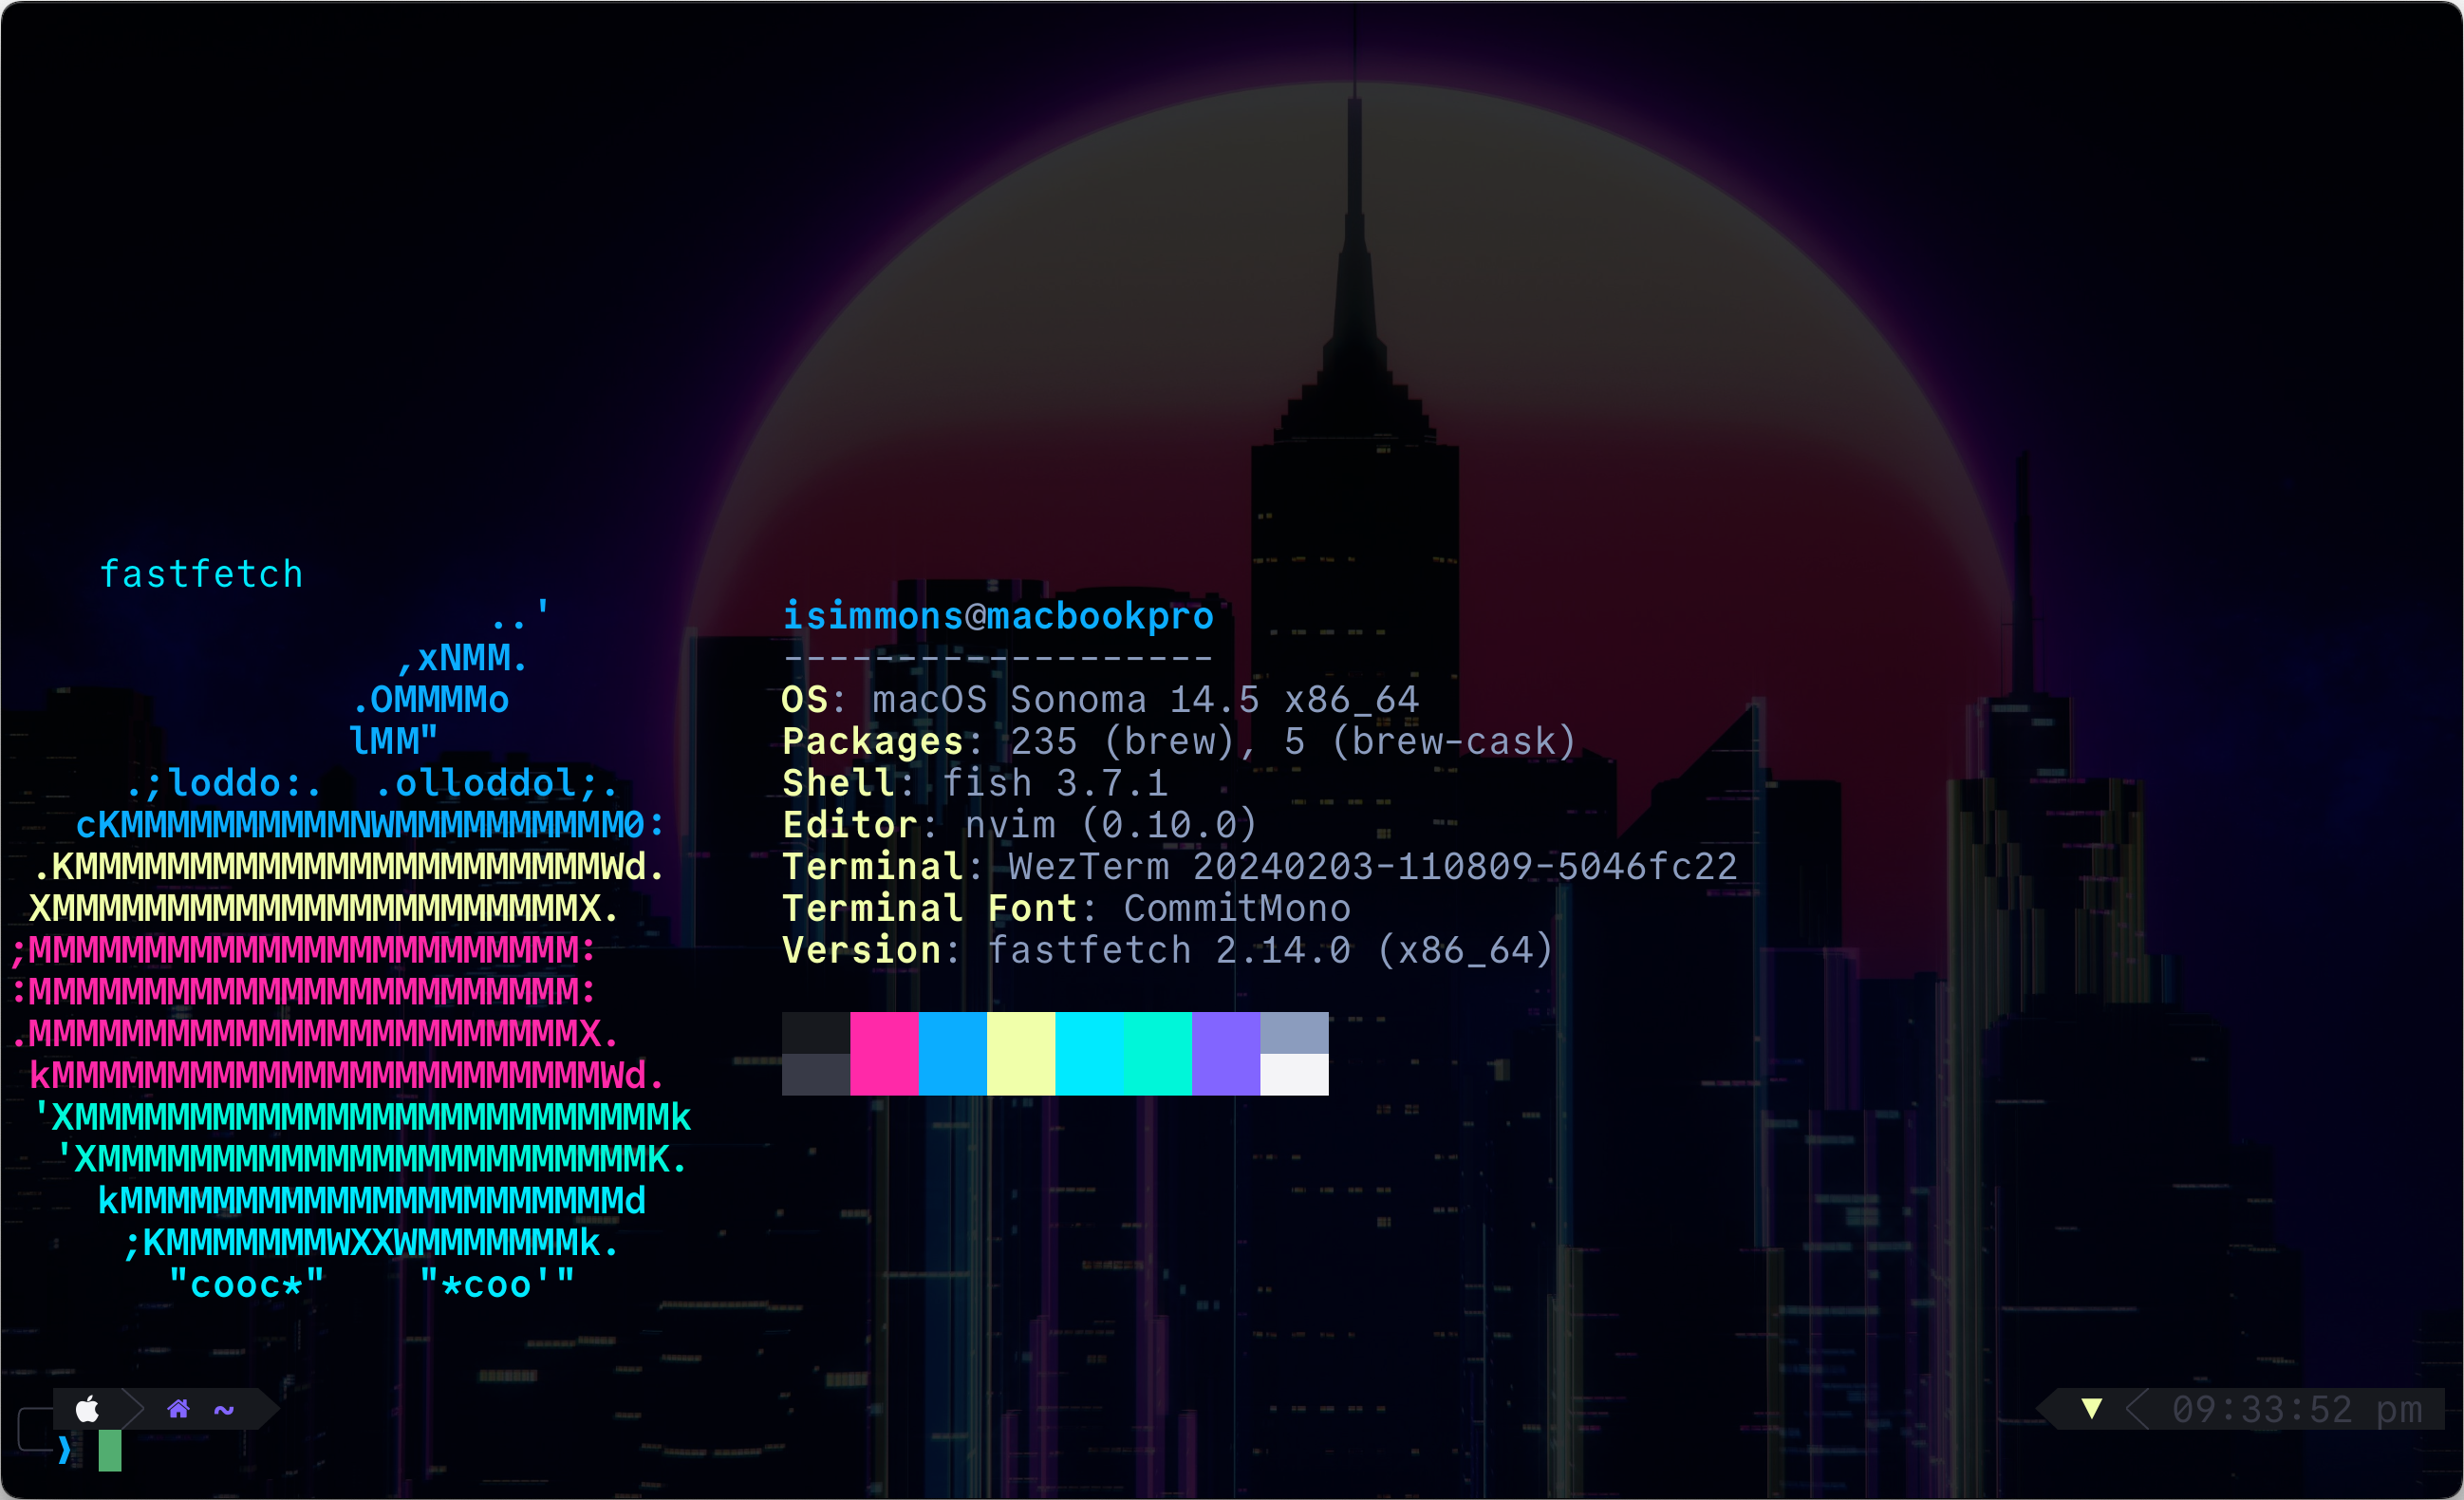 fastfetch
..'
,xNMM.
.OMMMMo
lMM"
.;loddo:.  .olloddol;.
cKMMMMMMMMMMNWMMMMMMMMMM0:
.KMMMMMMMMMMMMMMMMMMMMMMMWd.
XMMMMMMMMMMMMMMMMMMMMMMMX.
;MMMMMMMMMMMMMMMMMMMMMMMM:
:MMMMMMMMMMMMMMMMMMMMMMMM:
.MMMMMMMMMMMMMMMMMMMMMMMMX.
kMMMMMMMMMMMMMMMMMMMMMMMMWd.
'XMMMMMMMMMMMMMMMMMMMMMMMMMMk
'XMMMMMMMMMMMMMMMMMMMMMMMMK.
kMMMMMMMMMMMMMMMMMMMMMMd
;KMMMMMMMWXXWMMMMMMMk.
"cooc*"    "*coo'"
isimmons@macbookpro
-------------------
OS: macOS Sonoma 14.5 x86_64
Packages: 235 (brew), 5 (brew-cask)
Shell: fish 3.7.1
Editor: nvim (0.10.0)
Terminal: WezTerm 20240203-110809-5046fc22
Terminal Font: CommitMono
Version: fastfetch 2.14.0 (x86_64)
~
09:33:52 pm
❯